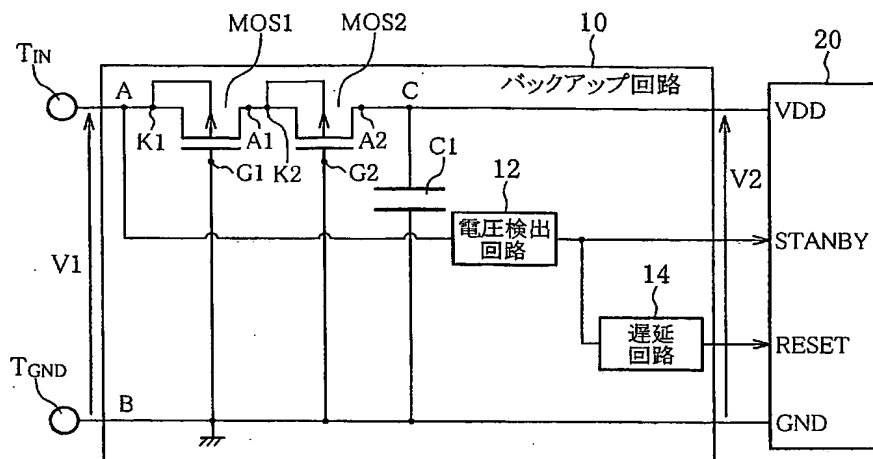 MOS1
MOS2
10
TIN
バックアップ回路
20
A
C
VDD
K1
A1
K2
A2
G1
G2
C1
12
V2
電圧検出
回路
STANBY
V1
14
遅延
回路
RESET
TGND
B
GND